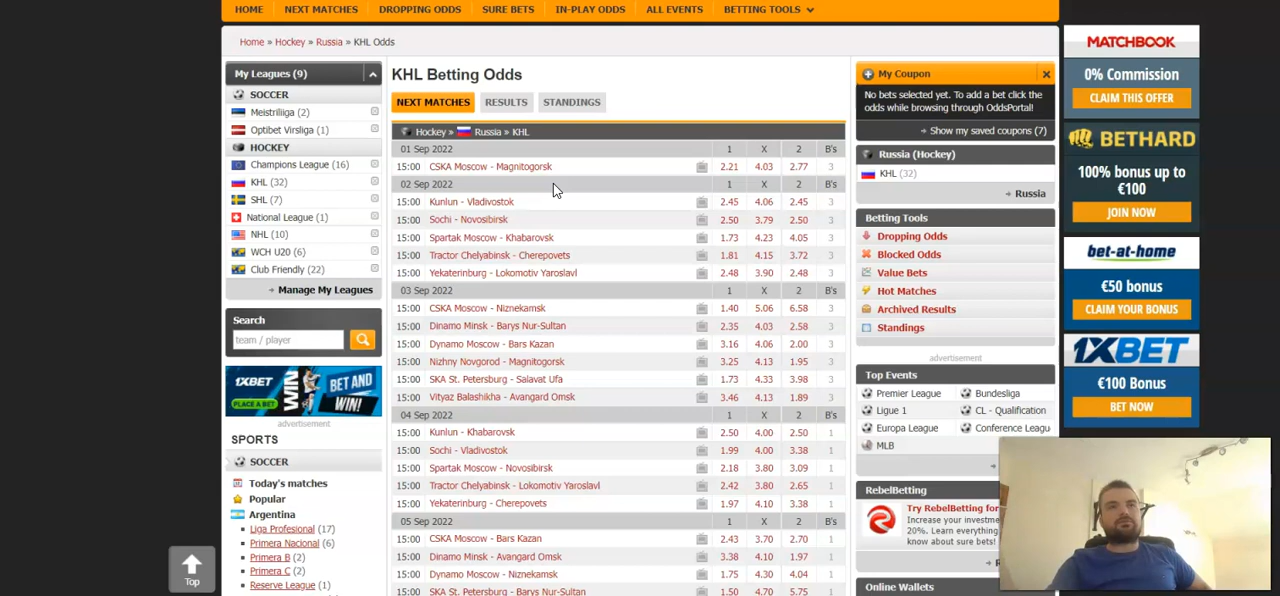 HOME NEXT MATCHES DROPPING ODDS SURE BETS IN-PLAY ODDS ALL EVENTS BETTING TOOLS
Home » Hockey » Russia » KHL Odds
My Leagues (9)
SOCCER
Meistriliiga (2)
Optibet Virsliga (1)
HOCKEY
Champions League (16)
KHL (32)
SHL (7)
National League (1)
NHL (10)
WCH U20 (6)
Club Friendly (22)
Manage My Leagues
Search
team / player
1XBET
PLACE A BET
WIN
BET AND
WIN!
advertisement
SPORTS
SOCCER
Today's matches
Popular
Argentina
Liga Profesional (17)
Primera Nacional (6)
Primera B (2)
Primera C (2)
Reserve League (1)
Top
KHL Betting Odds
NEXT MATCHES RESULTS STANDINGS
Hockey » Russia » KHL
01 Sep 2022 1 X 2 B's
15:00 CSKA Moscow - Magnitogorsk 2.21 4.03 2.77 3
02 Sep 2022 1 X 2 B's
15:00 Kunlun - Vladivostok 2.45 4.06 2.45 3
15:00 Sochi - Novosibirsk 2.50 3.79 2.50 3
15:00 Spartak Moscow - Khabarovsk 1.73 4.23 4.05 3
15:00 Tractor Chelyabinsk - Cherepovets 1.81 4.15 3.72 3
15:00 Yekaterinburg - Lokomotiv Yaroslavl 2.48 3.90 2.48 3
03 Sep 2022 1 X 2 B's
15:00 CSKA Moscow - Niznekamsk 1.40 5.06 6.58 3
15:00 Dinamo Minsk - Barys Nur-Sultan 2.35 4.03 2.58 3
15:00 Dynamo Moscow - Bars Kazan 3.16 4.06 2.00 3
15:00 Nizhny Novgorod - Magnitogorsk 3.25 4.13 1.95 3
15:00 SKA St. Petersburg - Salavat Ufa 1.73 4.33 3.98 3
15:00 Vityaz Balashikha - Avangard Omsk 3.46 4.13 1.89 3
04 Sep 2022 1 X 2 B's
15:00 Kunlun - Khabarovsk 2.50 4.00 2.50 1
15:00 Sochi - Vladivostok 1.99 4.00 3.38 1
15:00 Spartak Moscow - Novosibirsk 2.18 3.80 3.09 1
15:00 Tractor Chelyabinsk - Lokomotiv Yaroslavl 2.42 3.80 2.65 1
15:00 Yekaterinburg - Cherepovets 1.97 4.10 3.38 1
05 Sep 2022 1 X 2 B's
15:00 CSKA Moscow - Bars Kazan 2.43 3.70 2.70 1
15:00 Dinamo Minsk - Avangard Omsk 3.38 4.10 1.97 1
15:00 Dynamo Moscow - Niznekamsk 1.75 4.30 4.04 1
15:00 SKA St. Petersburg - Barys Nur-Sultan 1.50 4.70 5.75 1
My Coupon
No bets selected yet. To add a bet click the
odds while browsing through OddsPortal!
Show my saved coupons (7)
Russia (Hockey)
KHL (32)
Russia
Betting Tools
Dropping Odds
Blocked Odds
Value Bets
Hot Matches
Archived Results
Standings
advertisement
Top Events
Premier League Bundesliga
Ligue 1 CL - Qualification
Europa League Conference Leagu
MLB
RebelBetting
Try RebelBetting for
Increase your investme
20%. Learn everything
know about sure bets!
Online Wallets
MATCHBOOK
0% Commission
CLAIM THIS OFFER
BETHARD
100% bonus up to
€100
JOIN NOW
bet-at-home
€50 bonus
CLAIM YOUR BONUS
1XBET
€100 Bonus
BET NOW